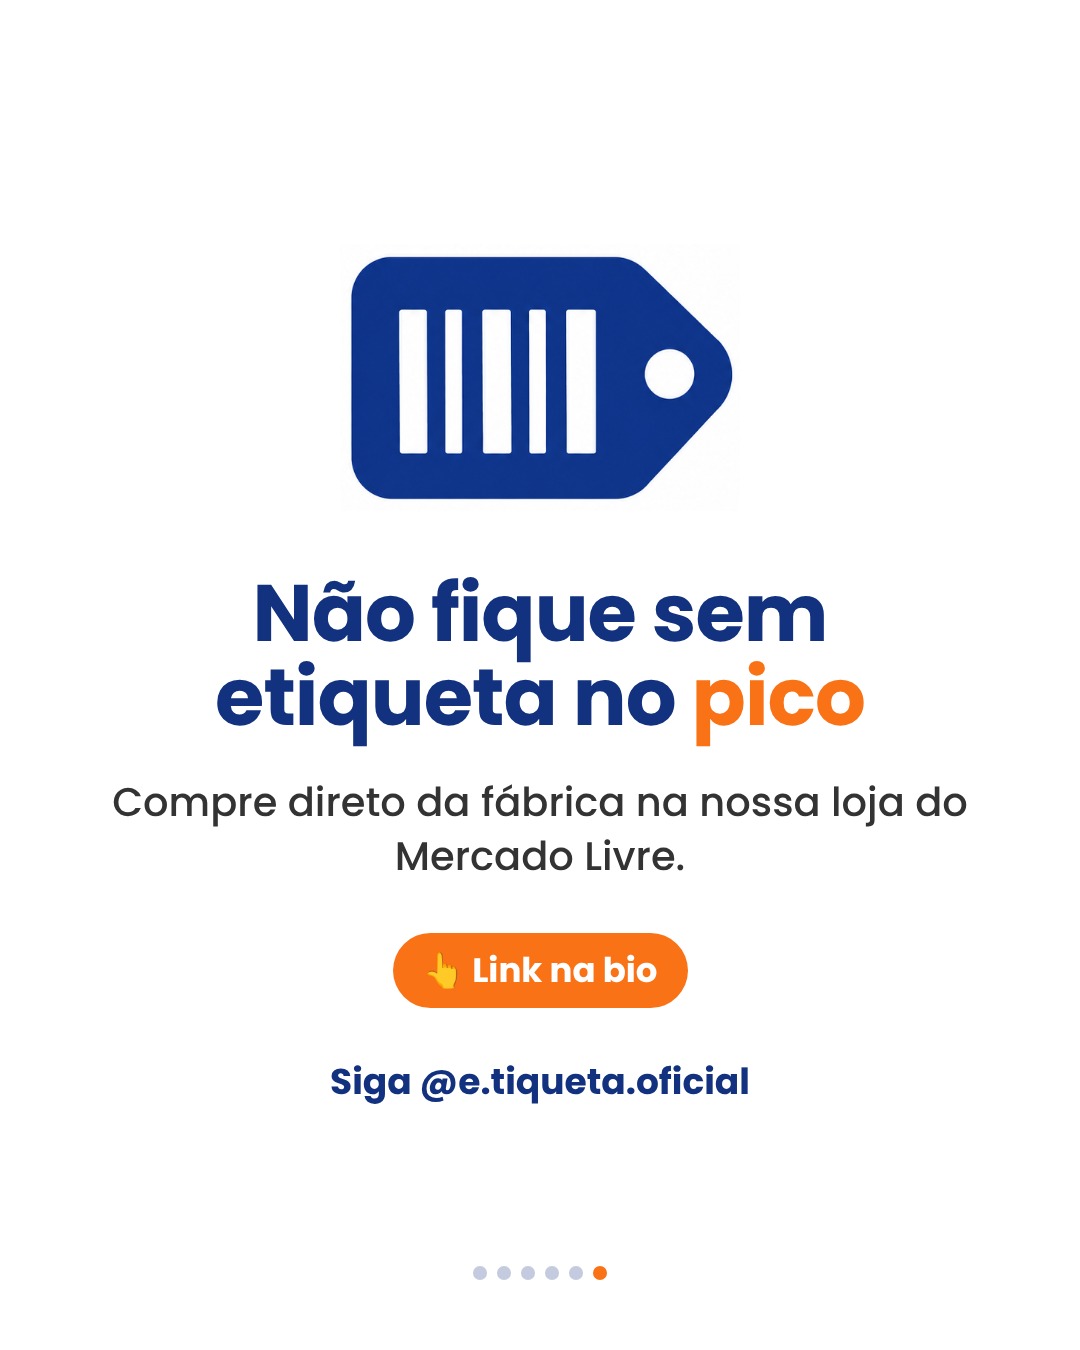 Não fique sem
etiqueta no pico
Compre direto da fábrica na nossa loja do
Mercado Livre.
👆 Link na bio
Siga @e.tiqueta.oficial